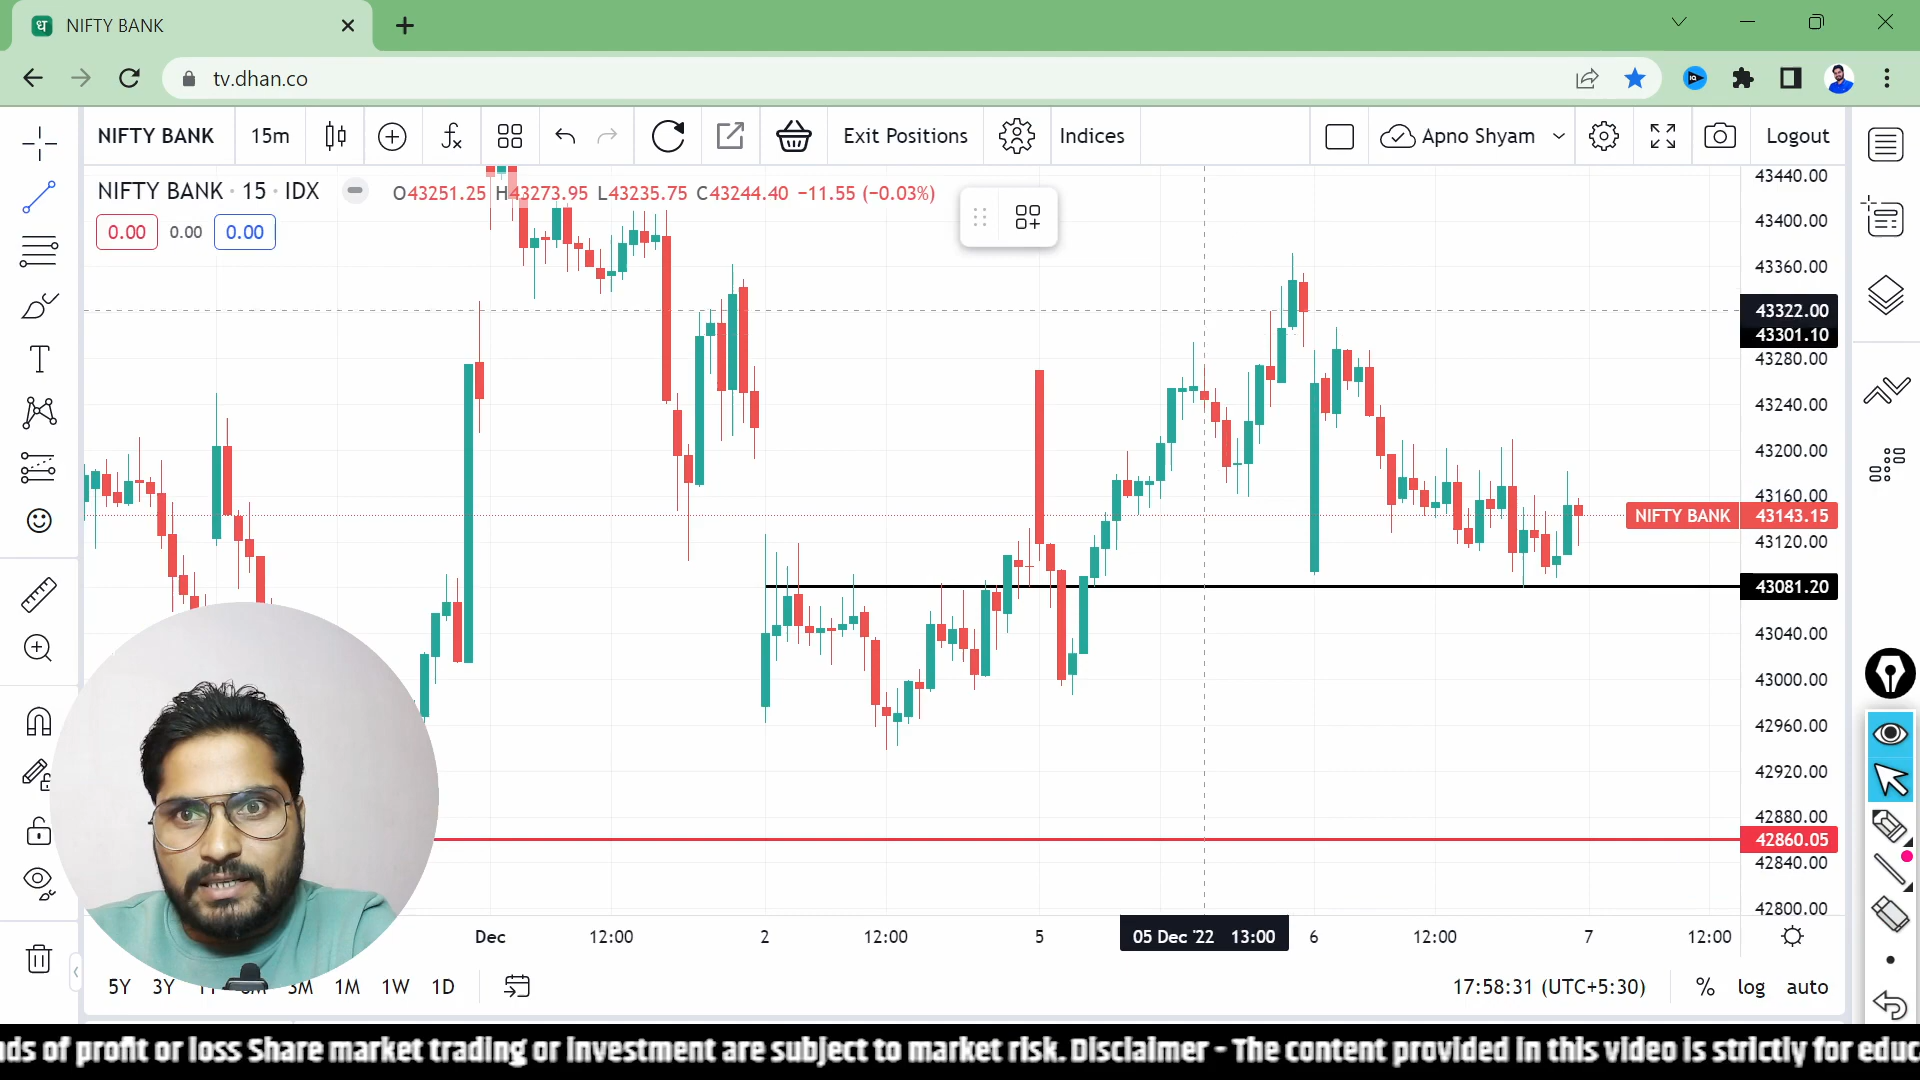 ध NIFTY BANK
tv.dhan.co
NIFTY BANK 15m Exit Positions Indices Apno Shyam Logout
NIFTY BANK · 15 · IDX O43251.25 H43273.95 L43235.75 C43244.40 −11.55 (−0.03%)
0.00 0.00 0.00
43440.00
43400.00
43360.00
43322.00
43301.10
43280.00
43240.00
43200.00
43160.00
NIFTY BANK 43143.15
43120.00
43081.20
43040.00
43000.00
42960.00
42920.00
42880.00
42860.05
42840.00
42800.00
Dec 12:00 2 12:00 5 05 Dec '22 13:00 6 12:00 7 12:00
5Y 3Y 3M 1M 1W 1D 17:58:31 (UTC+5:30) % log auto
nds of profit or loss Share market trading or investment are subject to market risk. Disclaimer - The content provided in this video is strictly for educ